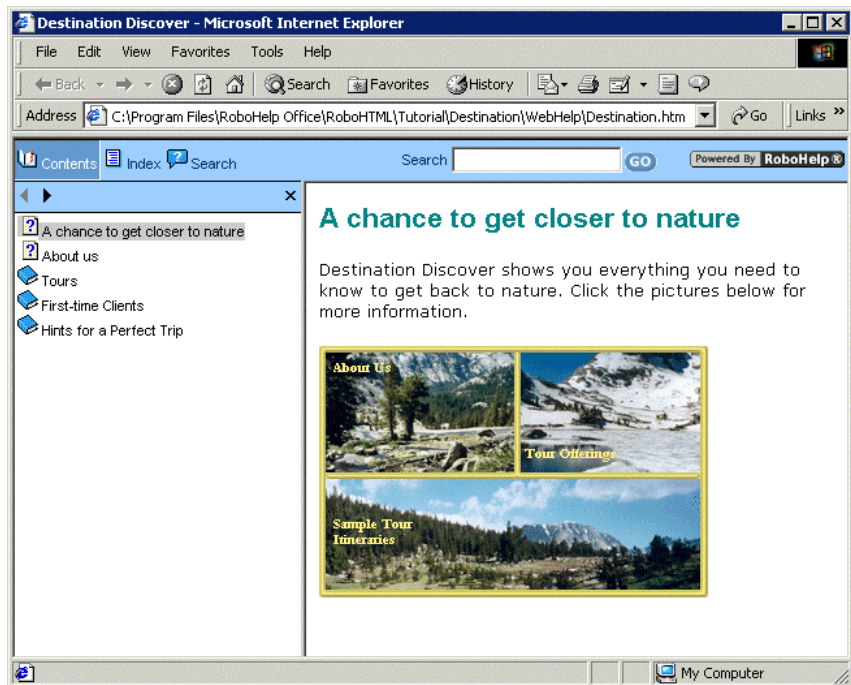 Destination Discover - Microsoft Internet Explorer
File Edit View Favorites Tools Help
Back Search Favorites History
Address C:\Program Files\RoboHelp Office\RoboHTML\Tutorial\Destination\WebHelp\Destination.htm Go Links »
Contents Index Search Search GO Powered By RoboHelp®
A chance to get closer to nature
About us
Tours
First-time Clients
Hints for a Perfect Trip
A chance to get closer to nature
Destination Discover shows you everything you need to
know to get back to nature. Click the pictures below for
more information.
About Us
Tour Offerings
Sample Tour
Itineraries
My Computer